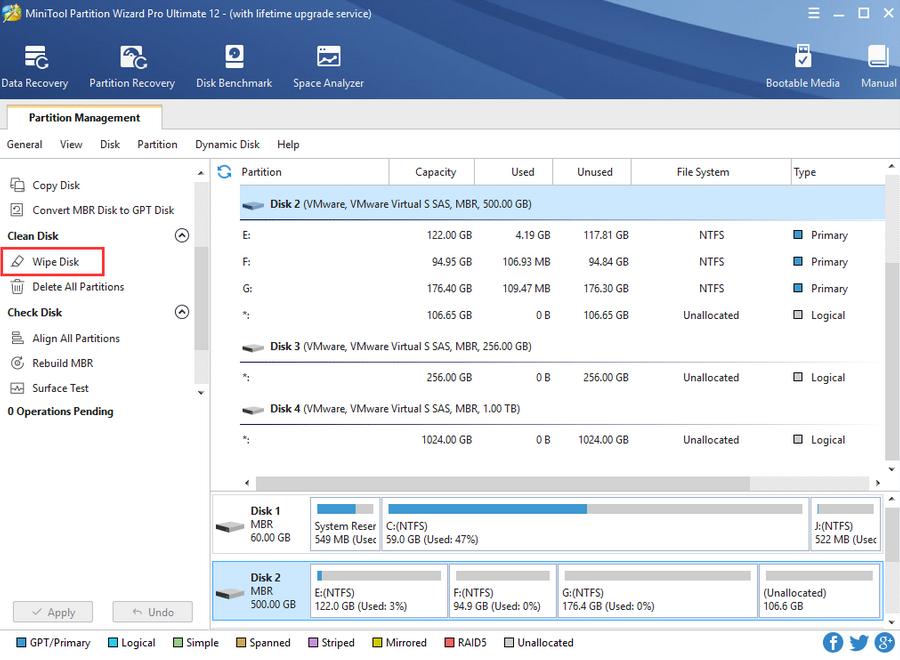 MiniTool Partition Wizard Pro Ultimate 12 - (with lifetime upgrade service)
Data Recovery Partition Recovery Disk Benchmark Space Analyzer Bootable Media Manual
Partition Management
General View Disk Partition Dynamic Disk Help
Copy Disk
Convert MBR Disk to GPT Disk
Clean Disk
Wipe Disk
Delete All Partitions
Check Disk
Align All Partitions
Rebuild MBR
Surface Test
0 Operations Pending
Apply Undo
Partition Capacity Used Unused File System Type
Disk 2 (VMware, VMware Virtual S SAS, MBR, 500.00 GB)
E: 122.00 GB 4.19 GB 117.81 GB NTFS Primary
F: 94.95 GB 106.93 MB 94.84 GB NTFS Primary
G: 176.40 GB 109.47 MB 176.30 GB NTFS Primary
*: 106.65 GB 0 B 106.65 GB Unallocated Logical
Disk 3 (VMware, VMware Virtual S SAS, MBR, 256.00 GB)
*: 256.00 GB 0 B 256.00 GB Unallocated Logical
Disk 4 (VMware, VMware Virtual S SAS, MBR, 1.00 TB)
*: 1024.00 GB 0 B 1024.00 GB Unallocated Logical
Disk 1
MBR
60.00 GB
System Reser
549 MB (Usec
C:(NTFS)
59.0 GB (Used: 47%)
J:(NTFS)
522 MB (Usec
Disk 2
MBR
500.00 GB
E:(NTFS)
122.0 GB (Used: 3%)
F:(NTFS)
94.9 GB (Used: 0%)
G:(NTFS)
176.4 GB (Used: 0%)
(Unallocated)
106.6 GB
GPT/Primary Logical Simple Spanned Striped Mirrored RAID5 Unallocated